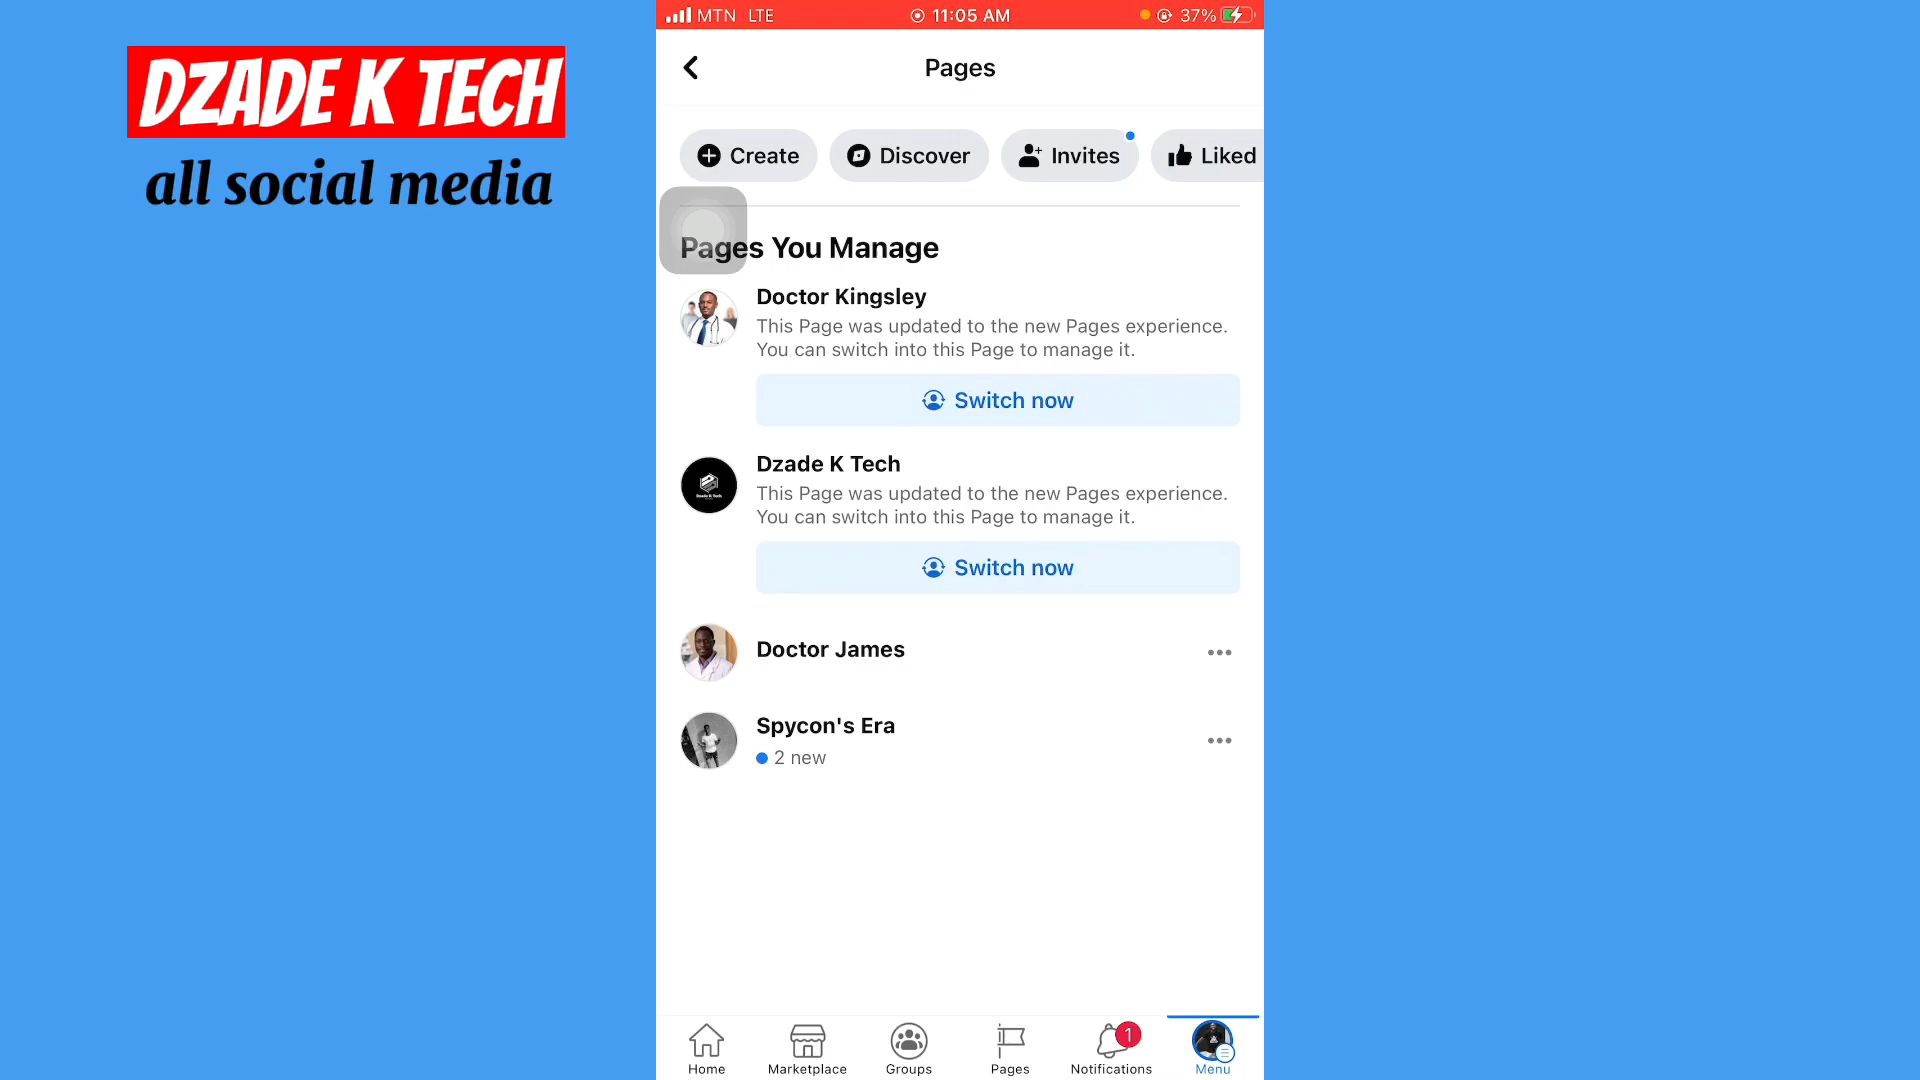 DZADE K TECH
all social media
MTN LTE
11:05 AM
37%
Pages
Create
Discover
Invites
Liked
Pages You Manage
Doctor Kingsley
This Page was updated to the new Pages experience.
You can switch into this Page to manage it.
Switch now
Dzade K Tech
Dzade K Tech
This Page was updated to the new Pages experience.
You can switch into this Page to manage it.
Switch now
Doctor James
Spycon's Era
2 new
1
Home
Marketplace
Groups
Pages
Notifications
Menu